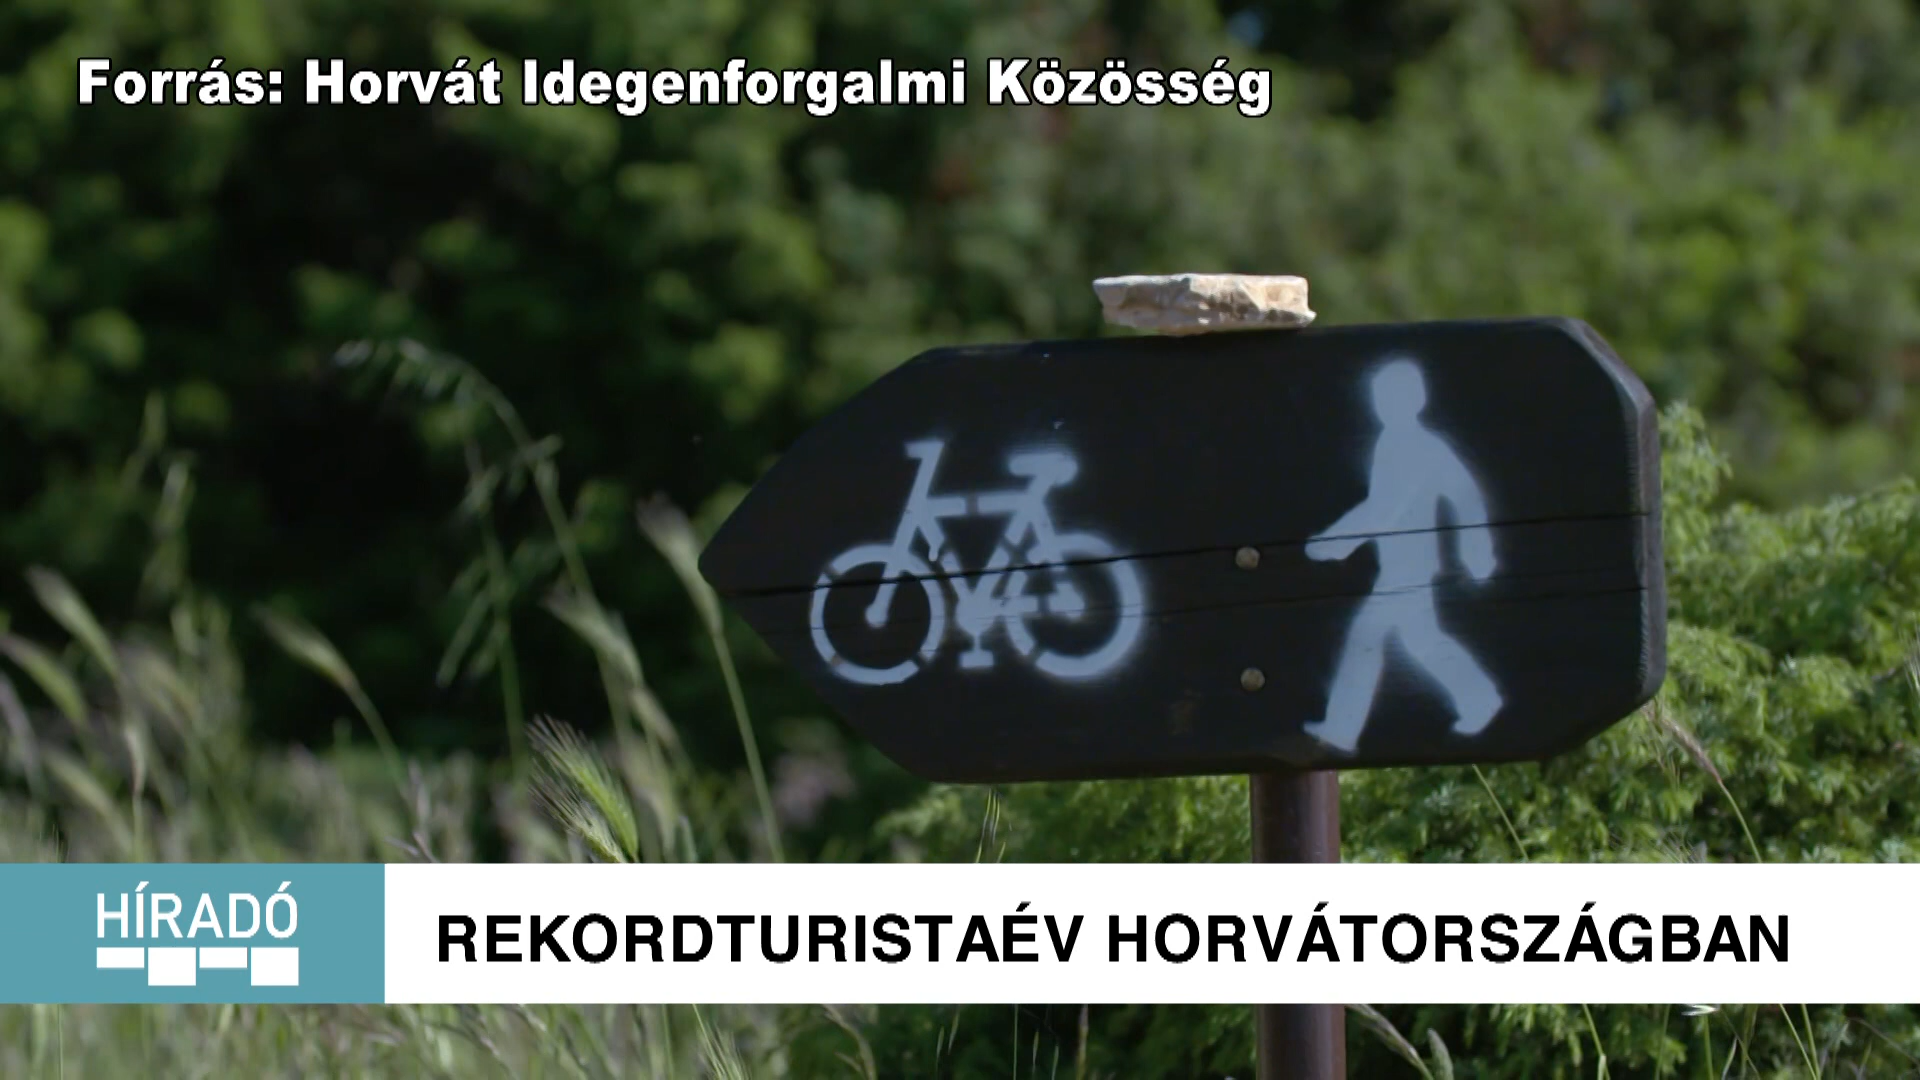 Forrás: Horvát Idegenforgalmi Közösség
HÍRADÓ
REKORDTURISTAÉV HORVÁTORSZÁGBAN